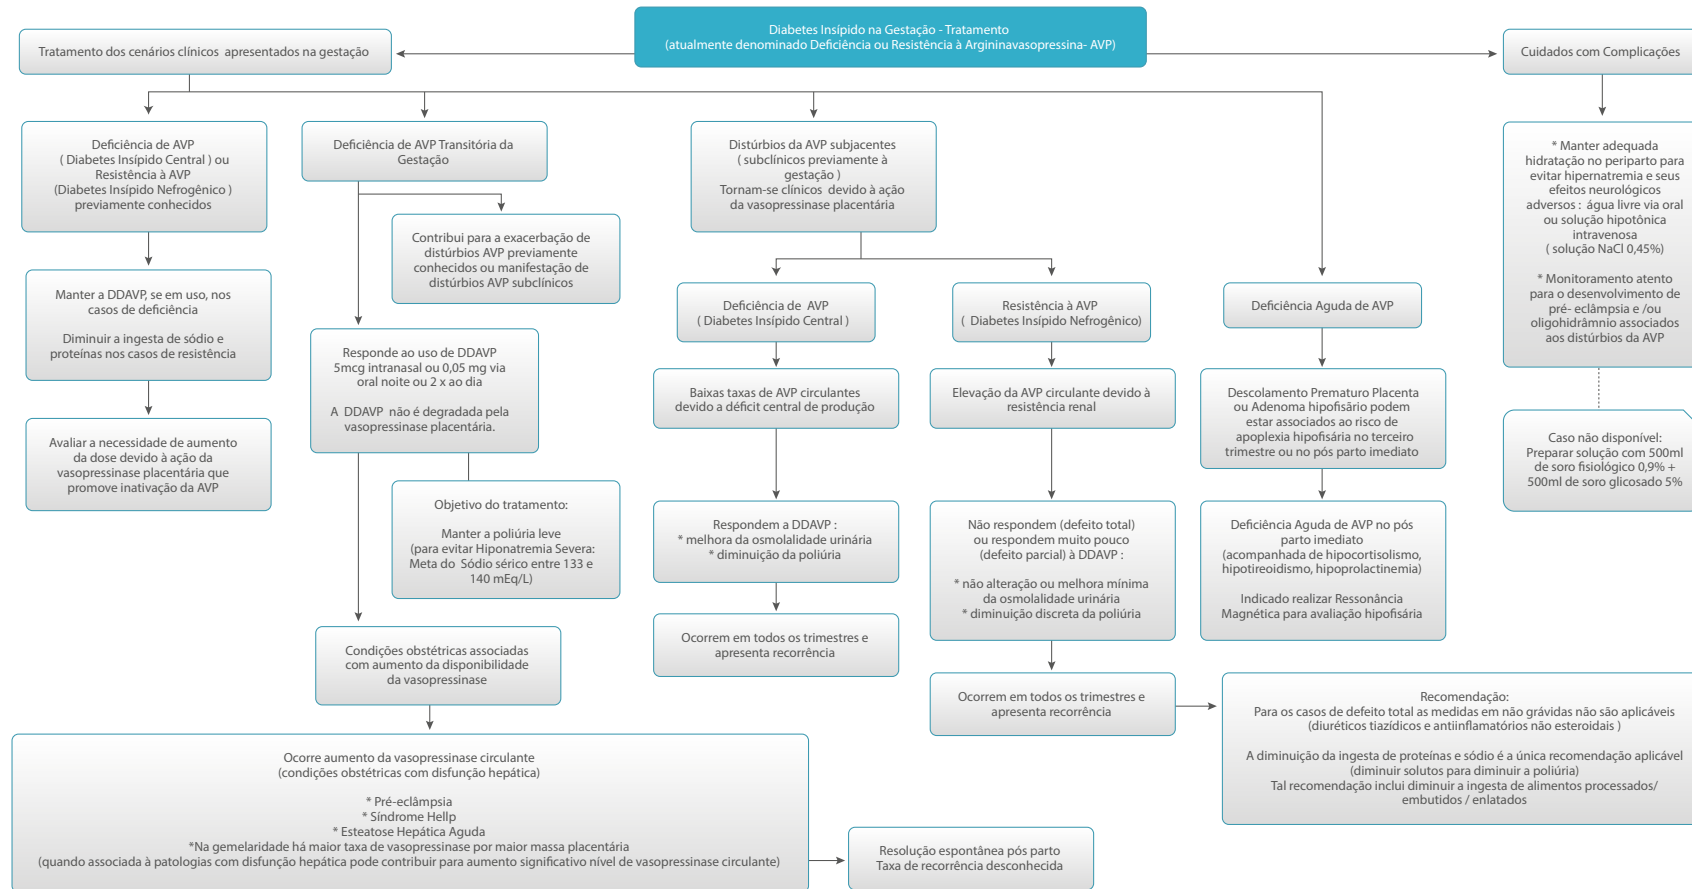 Diabetes Insípido na Gestação - Tratamento
(atualmente denominado Deficiência ou Resistência à Argininavasopressina- AVP)
Tratamento dos cenários clínicos apresentados na gestação
Cuidados com Complicações
Deficiência de AVP
( Diabetes Insípido Central ) ou
Resistência à AVP
(Diabetes Insípido Nefrogênico )
previamente conhecidos
Manter a DDAVP, se em uso, nos
casos de deficiência
Diminuir a ingesta de sódio e
proteínas nos casos de resistência
Avaliar a necessidade de aumento
da dose devido à ação da
vasopressinase placentária que
promove inativação da AVP
Deficiência de AVP Transitória da
Gestação
Contribui para a exacerbação de
distúrbios AVP previamente
conhecidos ou manifestação de
distúrbios AVP subclínicos
Responde ao uso de DDAVP
5mcg intranasal ou 0,05 mg via
oral noite ou 2 x ao dia
A DDAVP não é degradada pela
vasopressinase placentária.
Objetivo do tratamento:
Manter a poliúria leve
(para evitar Hiponatremia Severa:
Meta do Sódio sérico entre 133 e
140 mEq/L)
Condições obstétricas associadas
com aumento da disponibilidade
da vasopressinase
Ocorre aumento da vasopressinase circulante
(condições obstétricas com disfunção hepática)
* Pré-eclâmpsia
* Síndrome Hellp
* Esteatose Hepática Aguda
*Na gemelaridade há maior taxa de vasopressinase por maior massa placentária
(quando associada à patologias com disfunção hepática pode contribuir para aumento significativo nível de vasopressinase circulante)
Resolução espontânea pós parto
Taxa de recorrência desconhecida
Distúrbios da AVP subjacentes
( subclínicos previamente à
gestação )
Tornam-se clínicos devido à ação
da vasopressinase placentária
Deficiência de AVP
( Diabetes Insípido Central )
Baixas taxas de AVP circulantes
devido a déficit central de produção
Respondem a DDAVP :
* melhora da osmolalidade urinária
* diminuição da poliúria
Ocorrem em todos os trimestres e
apresenta recorrência
Resistência à AVP
( Diabetes Insípido Nefrogênico)
Elevação da AVP circulante devido à
resistência renal
Não respondem (defeito total)
ou respondem muito pouco
(defeito parcial) à DDAVP :
* não alteração ou melhora mínima
da osmolalidade urinária
* diminuição discreta da poliúria
Ocorrem em todos os trimestres e
apresenta recorrência
Recomendação:
Para os casos de defeito total as medidas em não grávidas não são aplicáveis
(diuréticos tiazídicos e antiinflamatórios não esteroidais )
A diminuição da ingesta de proteínas e sódio é a única recomendação aplicável
(diminuir solutos para diminuir a poliúria)
Tal recomendação inclui diminuir a ingesta de alimentos processados/
embutidos / enlatados
Deficiência Aguda de AVP
Descolamento Prematuro Placenta
ou Adenoma hipofisário podem
estar associados ao risco de
apoplexia hipofisária no terceiro
trimestre ou no pós parto imediato
Deficiência Aguda de AVP no pós
parto imediato
(acompanhada de hipocortisolismo,
hipotireoidismo, hipoprolactinemia)
Indicado realizar Ressonância
Magnética para avaliação hipofisária
* Manter adequada
hidratação no periparto para
evitar hipernatremia e seus
efeitos neurológicos
adversos : água livre via oral
ou solução hipotônica
intravenosa
( solução NaCl 0,45%)
* Monitoramento atento
para o desenvolvimento de
pré- eclâmpsia e /ou
oligohidrâmnio associados
aos distúrbios da AVP
Caso não disponível:
Preparar solução com 500ml
de soro fisiológico 0,9% +
500ml de soro glicosado 5%